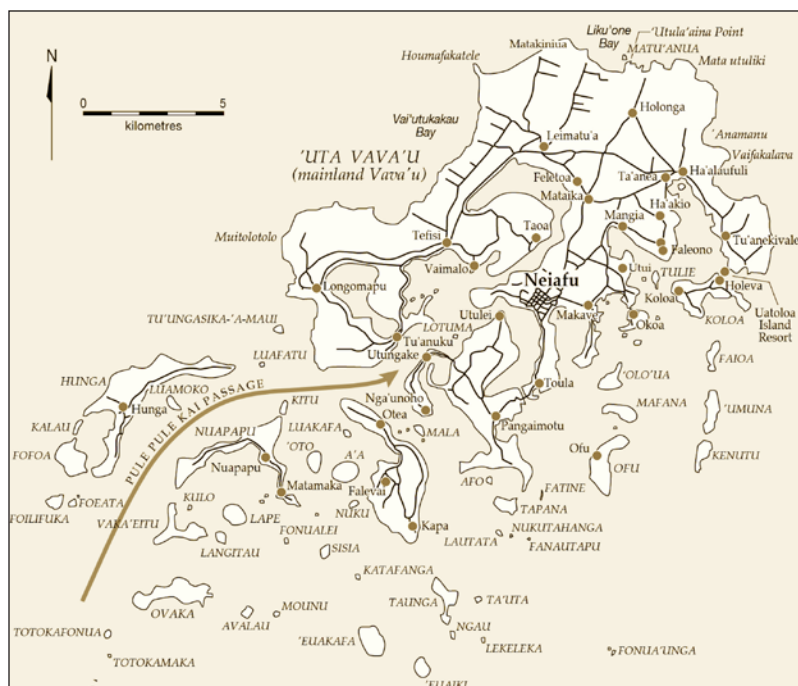 Liku'one
Bay
'Utula'aina Point
MATU'ANUA
Mata utuliki
Matakiniua
Houmafakatele
N
0 5
kilometres
Vai'utukakau
Bay
'UTA VAVA'U
(mainland Vava'u)
Holonga
Leimatu'a
'Anamanu
Vaifakalava
Feletoa
Ta'anea
Ha'alaufuli
Mataika
Ha'akio
Mangia
Muitolotolo
Tefisi
Taoa
Tu'anekivale
Faleono
Vaimalo
Utui
TULIE
Longomapu
Neiafu
Holeva
Koloa
KOLOA
Uatoloa
Island
Resort
Makave
Okoa
TU'UNGASIKA-'A-MAUI
LOTUMA
Utulei
Tu'anuku
Utungake
LUAFATU
FAIOA
'OLO'UA
HUNGA
LUAMOKO
Hunga
PULE PULE KAI PASSAGE
KITU
Nga'unoho
Otea
Toula
Pangaimotu
MAFANA
'UMUNA
KALAU
FOFOA
NUAPAPU
LUAKAFA
MALA
Nuapapu
'OTO
A'A
Ofu
OFU
KENUTU
AFO
FOEATA
FOILIFUKA
KULO
Matamaka
Falevai
FATINE
TAPANA
VAKA'EITU
LAPE
NUKU
Kapa
NUKUTAHANGA
LANGITAU
FONUALEI
SISIA
LAUTATA
FANAUTAPU
KATAFANGA
OVAKA
TAUNGA
TA'UTA
AVALAU
MOUNU
NGAU
TOTOKAFONUA
'EUAKAFA
LEKELEKA
FONUA'UNGA
TOTOKAMAKA
'EUAIKI